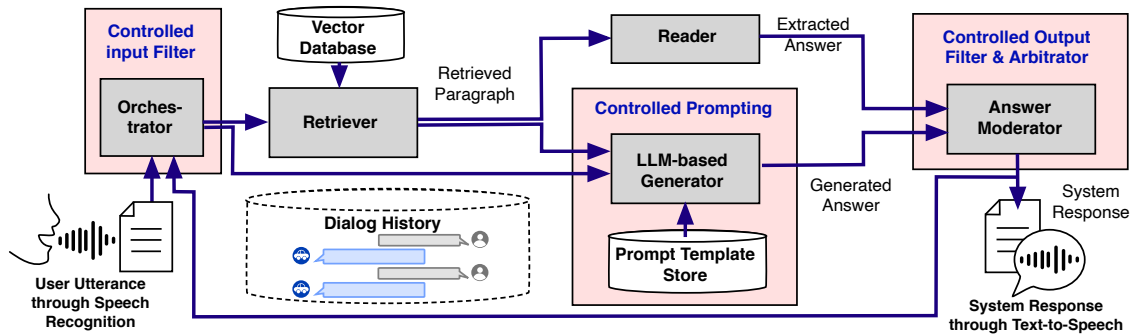 Controlled
input Filter
Orches-
trator
Vector
Database
Retriever
Retrieved
Paragraph
Reader
Extracted
Answer
Controlled Prompting
LLM-based
Generator
Prompt Template
Store
Generated
Answer
Controlled Output
Filter & Arbitrator
Answer
Moderator
System
Response
Dialog History
User Utterance
through Speech
Recognition
System Response
through Text-to-Speech